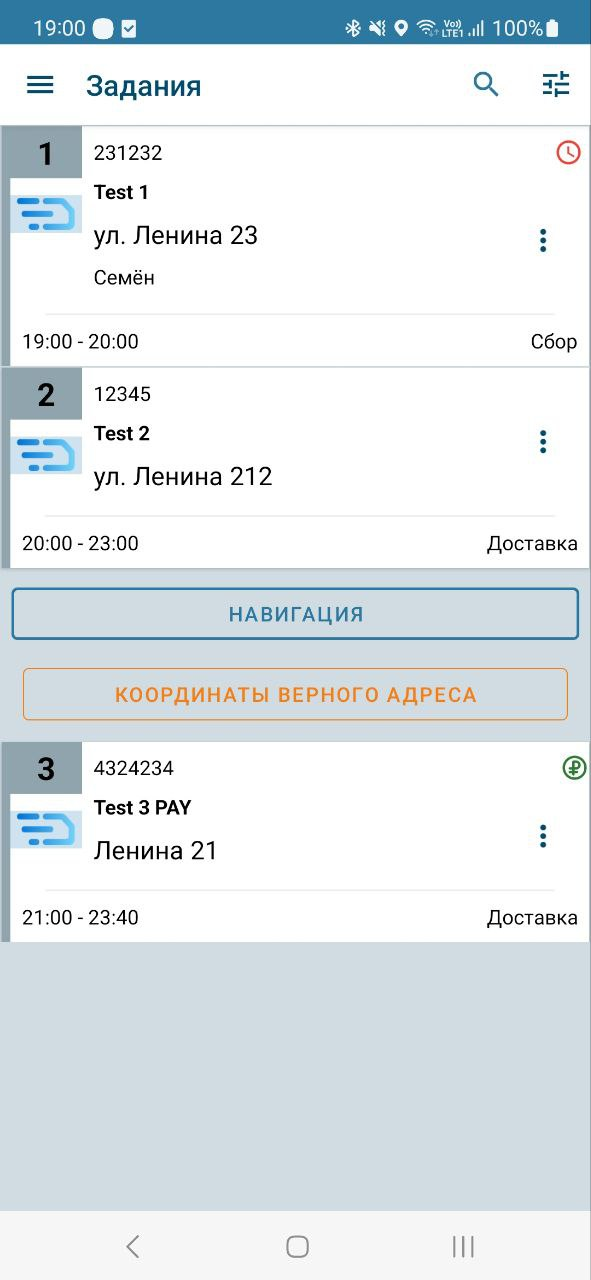 19:00 Vo)) LTE1 100%
Задания
1 231232
Test 1
ул. Ленина 23
Семён
19:00 - 20:00 Сбор
2 12345
Test 2
ул. Ленина 212
20:00 - 23:00 Доставка
НАВИГАЦИЯ
КООРДИНАТЫ ВЕРНОГО АДРЕСА
3 4324234
Test 3 PAY
Ленина 21
21:00 - 23:40 Доставка